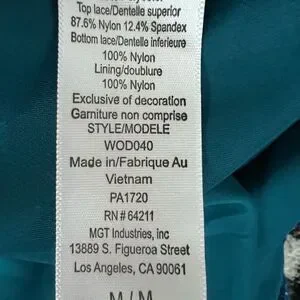 Top lace/Dentelle superior
87.6% Nylon 12.4% Spandex
Bottom lace/Dentelle inferieure
100% Nylon
Lining/doublure
100% Nylon
Exclusive of decoration
Garniture non comprise
STYLE/MODELE
WOD040
Made in/Fabrique Au
Vietnam
PA1720
RN # 64211
MGT Industries, inc
13889 S. Figueroa Street
Los Angeles, CA 90061
M / M